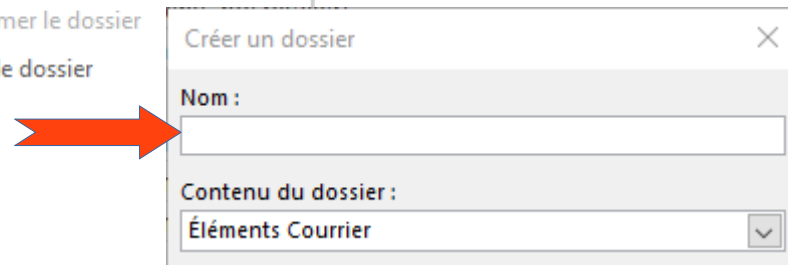 mer le dossier
e dossier
Créer un dossier
Nom :
Contenu du dossier :
Éléments Courrier